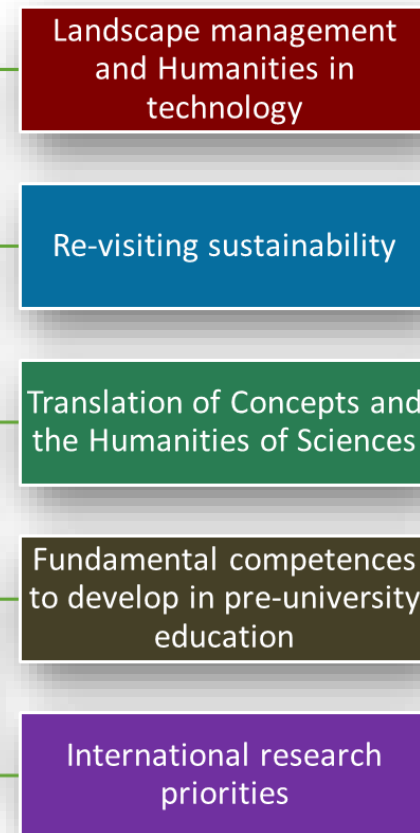 Landscape management
and Humanities in
technology
Re-visiting sustainability
Translation of Concepts and
the Humanities of Sciences
Fundamental competences
to develop in pre-university
education
International research
priorities